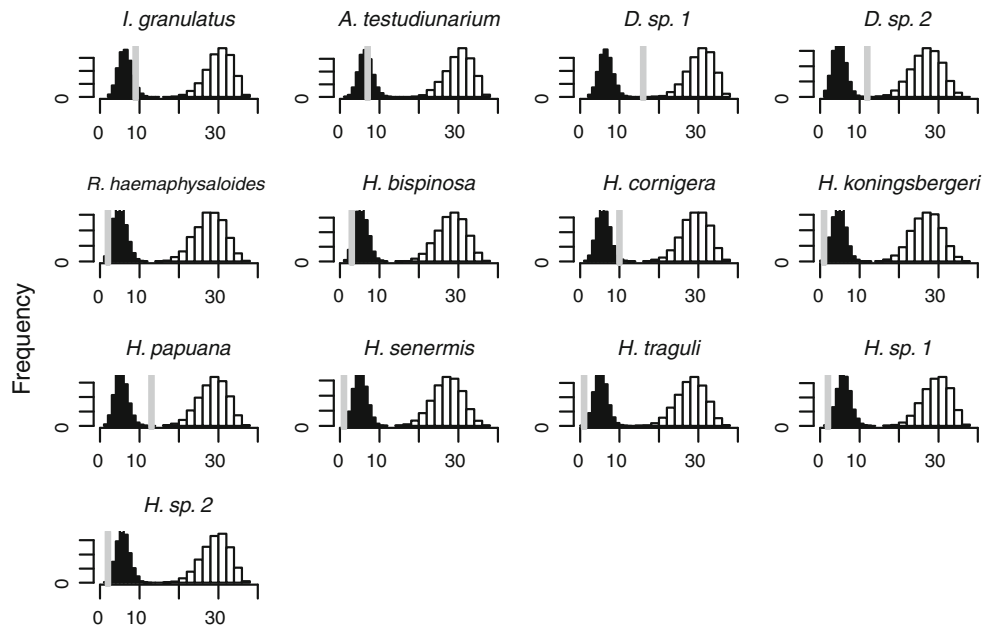 I. granulatus
A. testudiunarium
D. sp. 1
D. sp. 2
0
0
0
0
0 10 30
0 10 30
0 10 30
0 10 30
R. haemaphysaloides
H. bispinosa
H. cornigera
H. koningsbergeri
0
0
0
0
0 10 30
0 10 30
0 10 30
0 10 30
Frequency
H. papuana
H. senermis
H. traguli
H. sp. 1
0
0
0
0
0 10 30
0 10 30
0 10 30
0 10 30
H. sp. 2
0
0 10 30